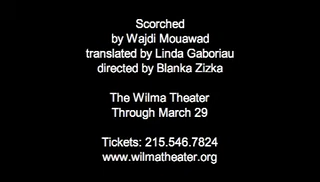 Scorched
by Wajdi Mouawad
translated by Linda Gaboriau
directed by Blanka Zizka
The Wilma Theater
Through March 29
Tickets: 215.546.7824
www.wilmatheater.org